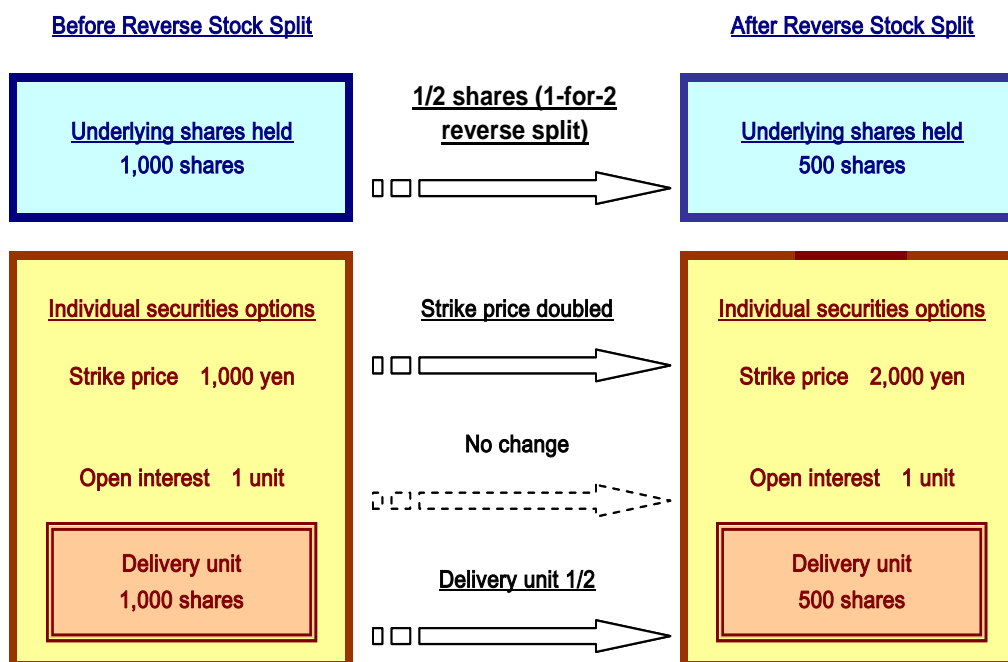 Before Reverse Stock Split
After Reverse Stock Split
Underlying shares held
1,000 shares
1/2 shares (1-for-2
reverse split)
Underlying shares held
500 shares
Individual securities options
Strike price 1,000 yen
Open interest 1 unit
Delivery unit
1,000 shares
Strike price doubled
No change
Delivery unit 1/2
Individual securities options
Strike price 2,000 yen
Open interest 1 unit
Delivery unit
500 shares